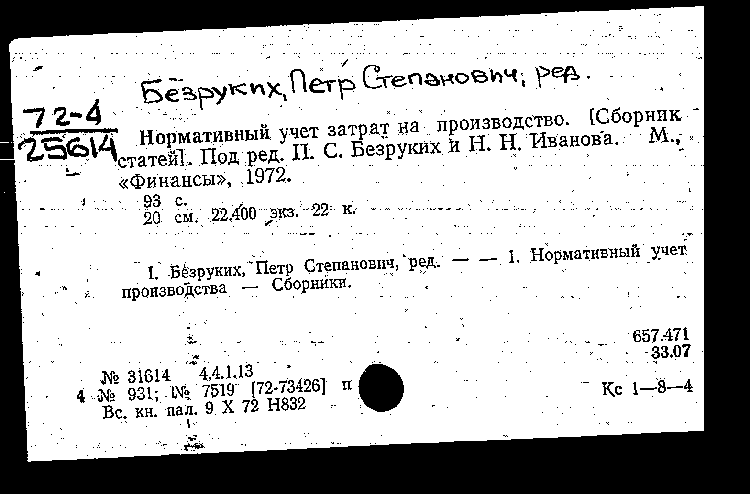 Безруких, Петр Степанович, ред.
72-4
25614
Нормативный учет затрат на производство. [Сборник
статей]. Под ред. П. С. Безруких и Н. Н. Иванова. М.,
«Финансы», 1972.
93 с.
20 см. 22.400 экз. 22 к.
I. Безруких, Петр Степанович, ред. — — 1. Нормативный учет
производства — Сборники.
657.471
33.07
№ 31614 4.4.1.13
4 № 931; № 7519 [72-73426] п
Кс 1—8—4
Вс. кн. пал. 9 X 72 Н832